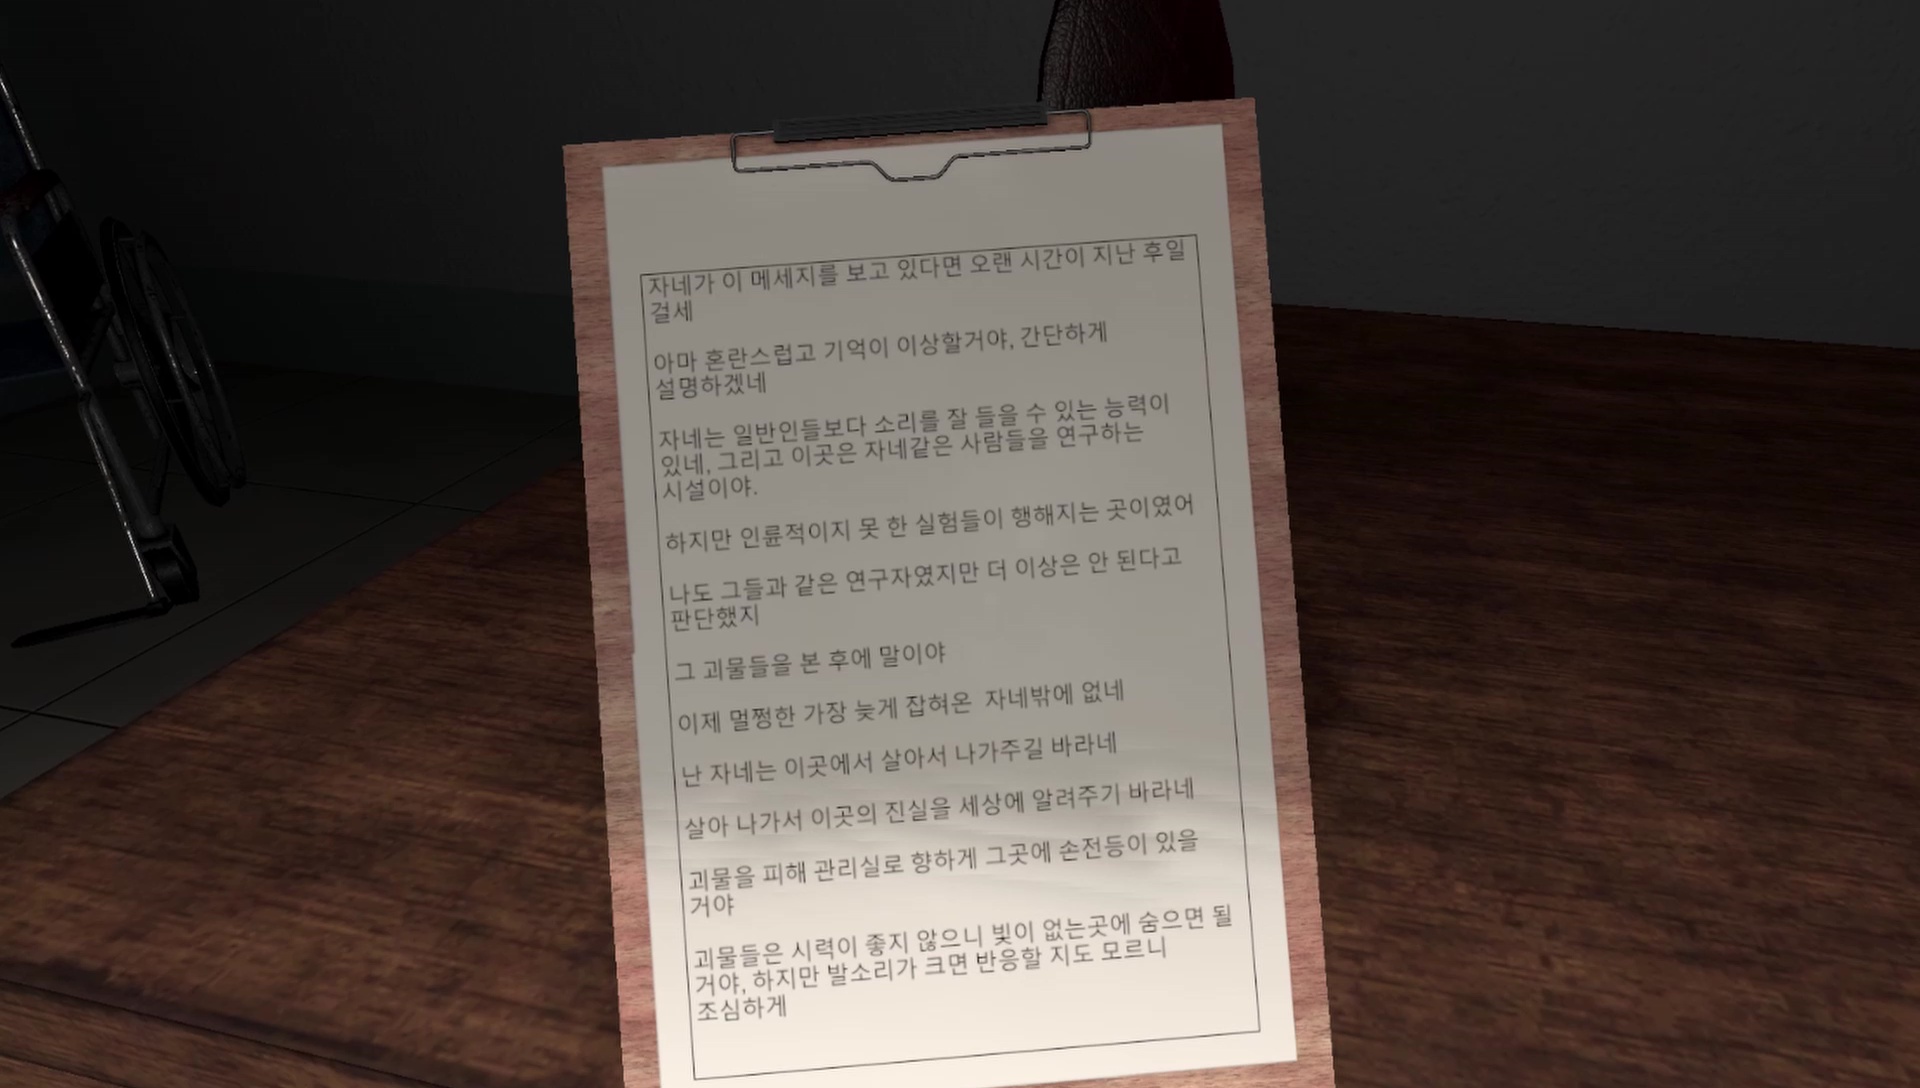 자네가 이 메세지를 보고 있다면 오랜 시간이 지난 후일
걸세
아마 혼란스럽고 기억이 이상할거야, 간단하게
설명하겠네
자네는 일반인들보다 소리를 잘 들을 수 있는 능력이
있네, 그리고 이곳은 자네같은 사람들을 연구하는
시설이야.
하지만 인륜적이지 못 한 실험들이 행해지는 곳이였어
나도 그들과 같은 연구자였지만 더 이상은 안 된다고
판단했지
그 괴물들을 본 후에 말이야
이제 멀쩡한 가장 늦게 잡혀온  자네밖에 없네
난 자네는 이곳에서 살아서 나가주길 바라네
살아 나가서 이곳의 진실을 세상에 알려주기 바라네
괴물을 피해 관리실로 향하게 그곳에 손전등이 있을
거야
괴물들은 시력이 좋지 않으니 빛이 없는곳에 숨으면 될
거야, 하지만 발소리가 크면 반응할 지도 모르니
조심하게